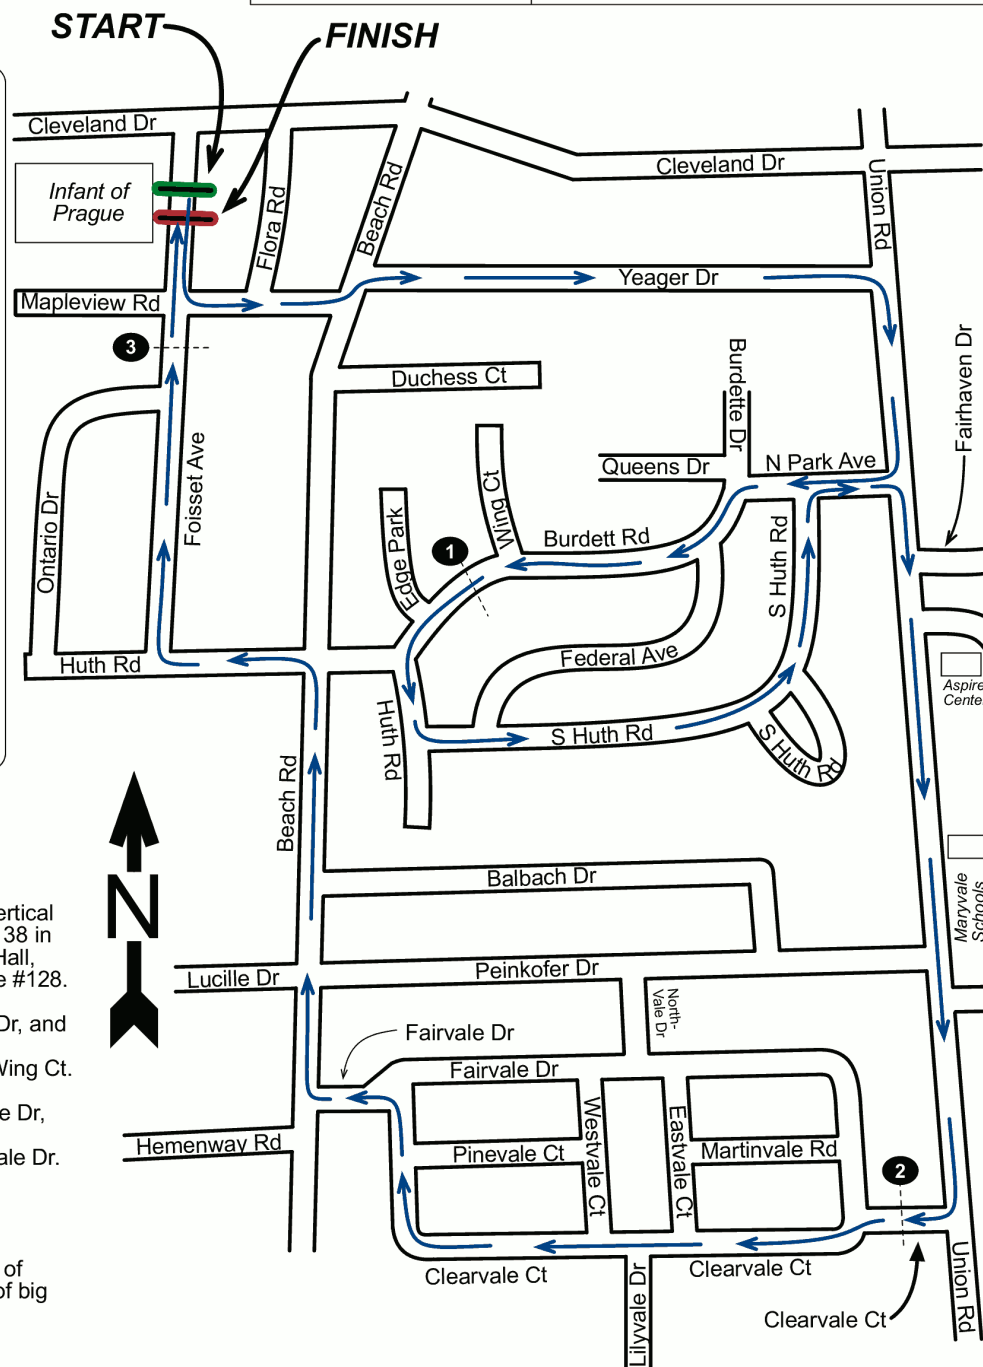 START
FINISH
Cleveland Dr
Cleveland Dr
Infant of
Prague
Flora Rd
Beach Rd
Union Rd
Yeager Dr
Mapleview Rd
3
Duchess Ct
Burdette Dr
Fairhaven Dr
Queens Dr
N Park Ave
Foisset Ave
Ontario Dr
Wing Ct
Edge Park
1
Burdett Rd
S Huth Rd
Federal Ave
Huth Rd
Aspire
Center
Huth Rd
S Huth Rd
S Huth Rd
Beach Rd
N
Balbach Dr
Maryvale
Schools
ertical
38 in
Hall,
e #128.
Dr, and
Wing Ct.
e Dr,
ale Dr.
of
of big
Lucille Dr
Peinkofer Dr
North-
Vale Dr
Fairvale Dr
Fairvale Dr
Hemenway Rd
Pinevale Ct
Westvale Ct
Eastvale Ct
Martinvale Rd
2
Clearvale Ct
Clearvale Ct
Lilyvale Dr
Clearvale Ct
Union Rd